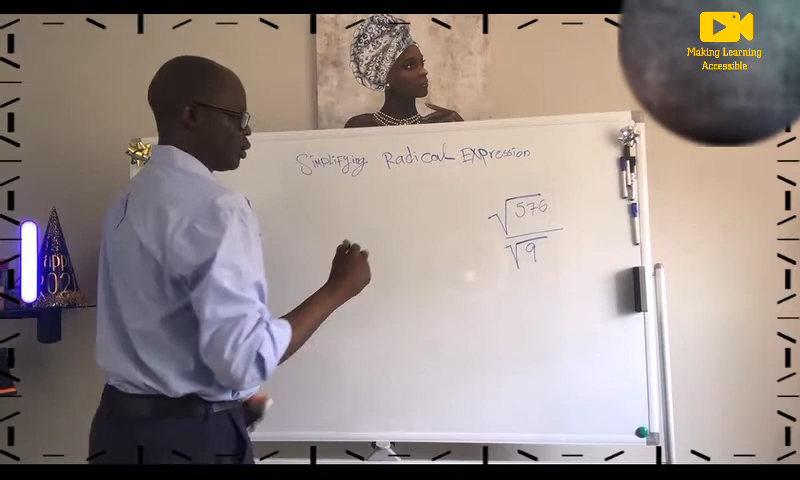 Making Learning
Accessible
Simplifying Radical Expression
√576
√9